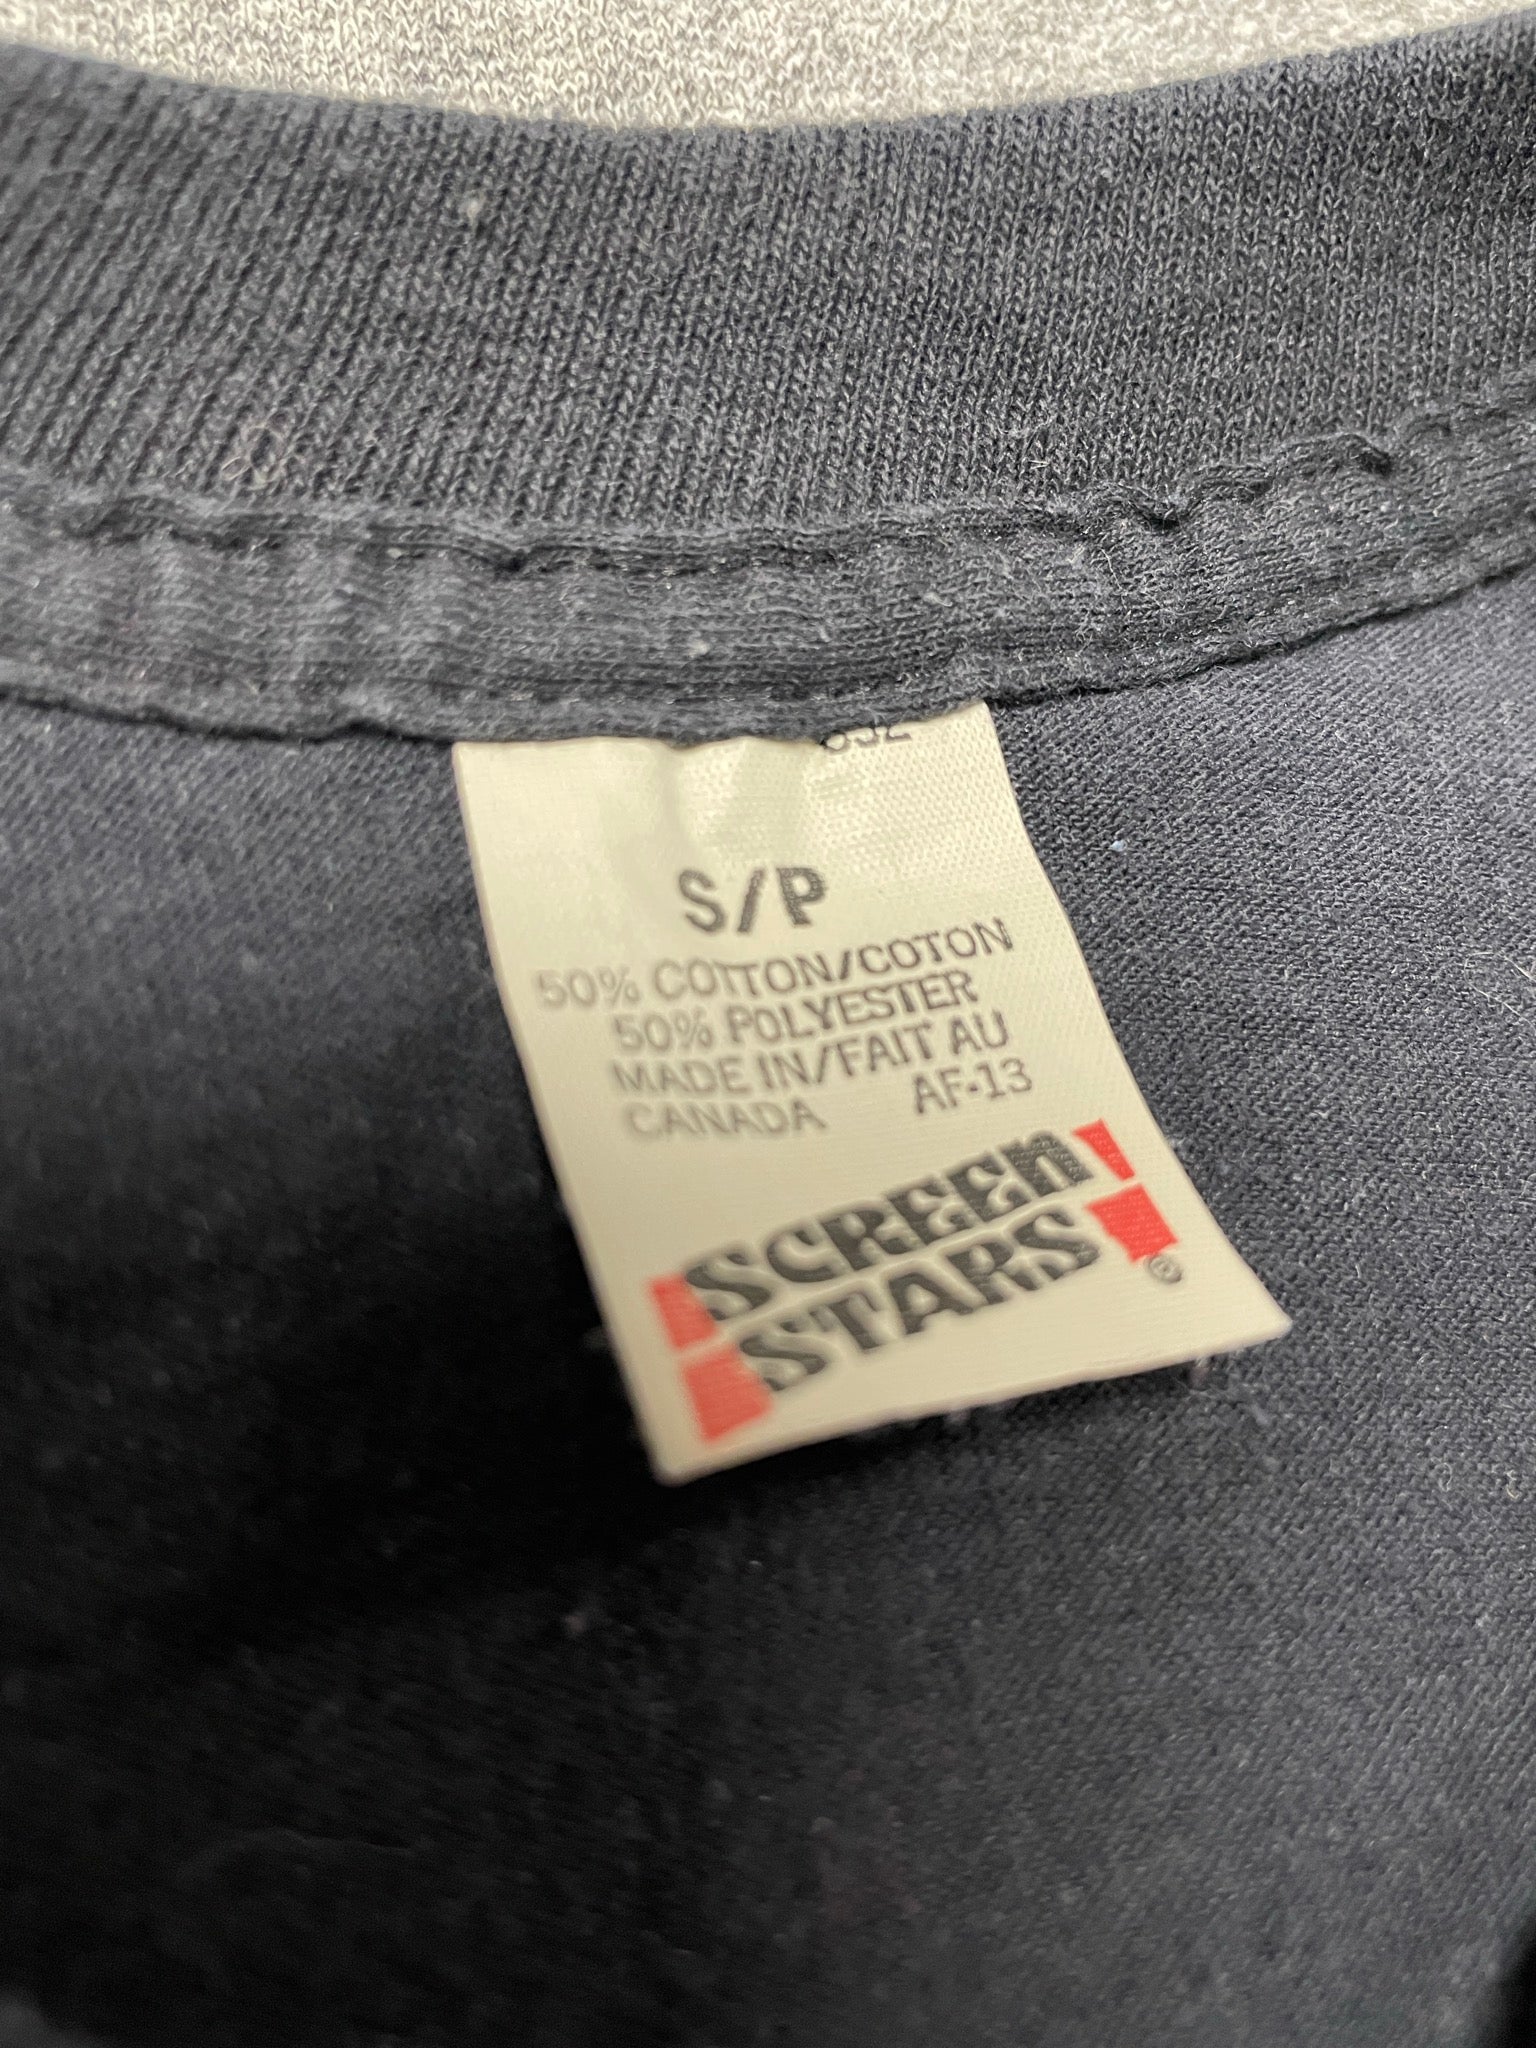 S/P
50% COTTON/COTON
50% POLYESTER
MADE IN/FAIT AU
CANADA AF-13
SCREEN
STARS®